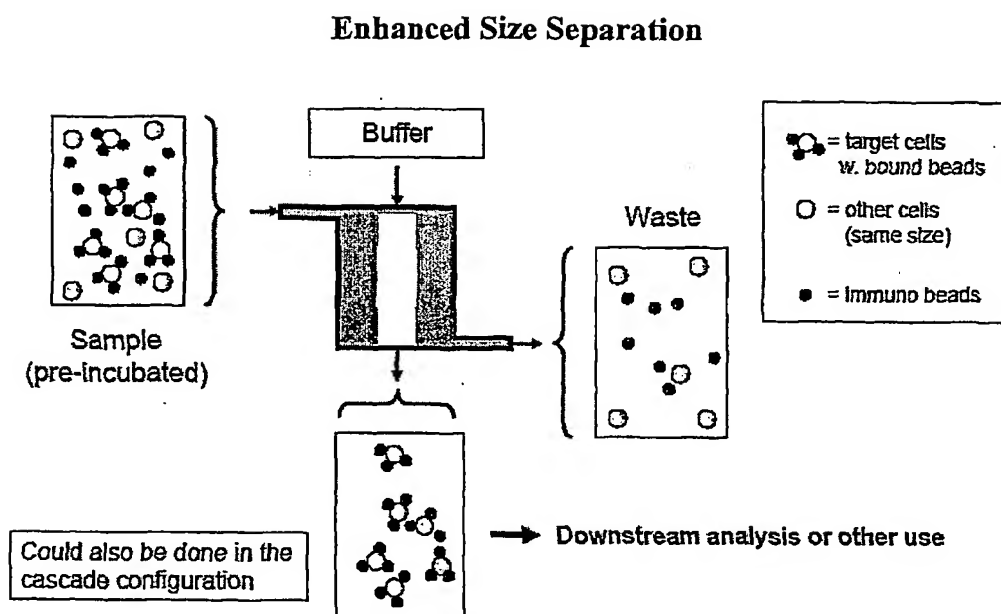 Enhanced Size Separation
Buffer
Sample
(pre-incubated)
Waste
= target cells
w. bound beads
= other cells
(same size)
= immuno beads
Downstream analysis or other use
Could also be done in the
cascade configuration